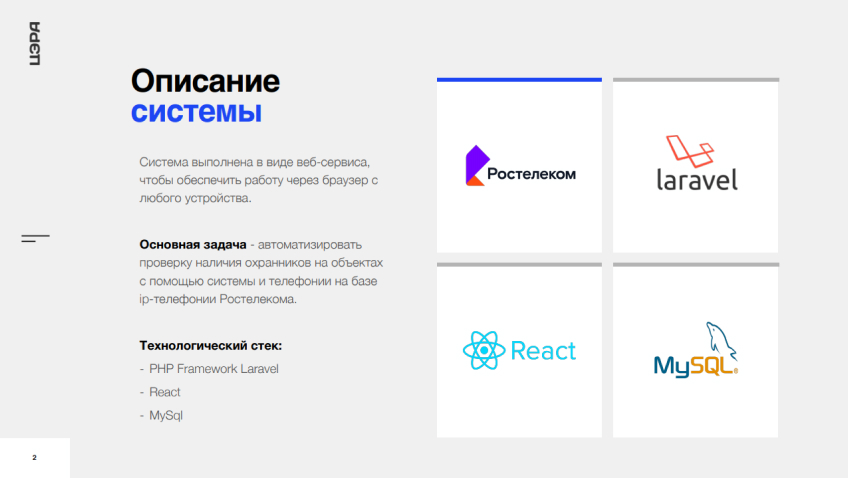 ЦЭРЛ
Описание
системы
Система выполнена в виде веб-сервиса,
чтобы обеспечить работу через браузер с
любого устройства.
Основная задача - автоматизировать
проверку наличия охранников на объектах
с помощью системы и телефонии на базе
ip-телефонии Ростелекома.
Технологический стек:
- PHP Framework Laravel
- React
- MySql
Ростелеком
laravel
React
MySQL®
2